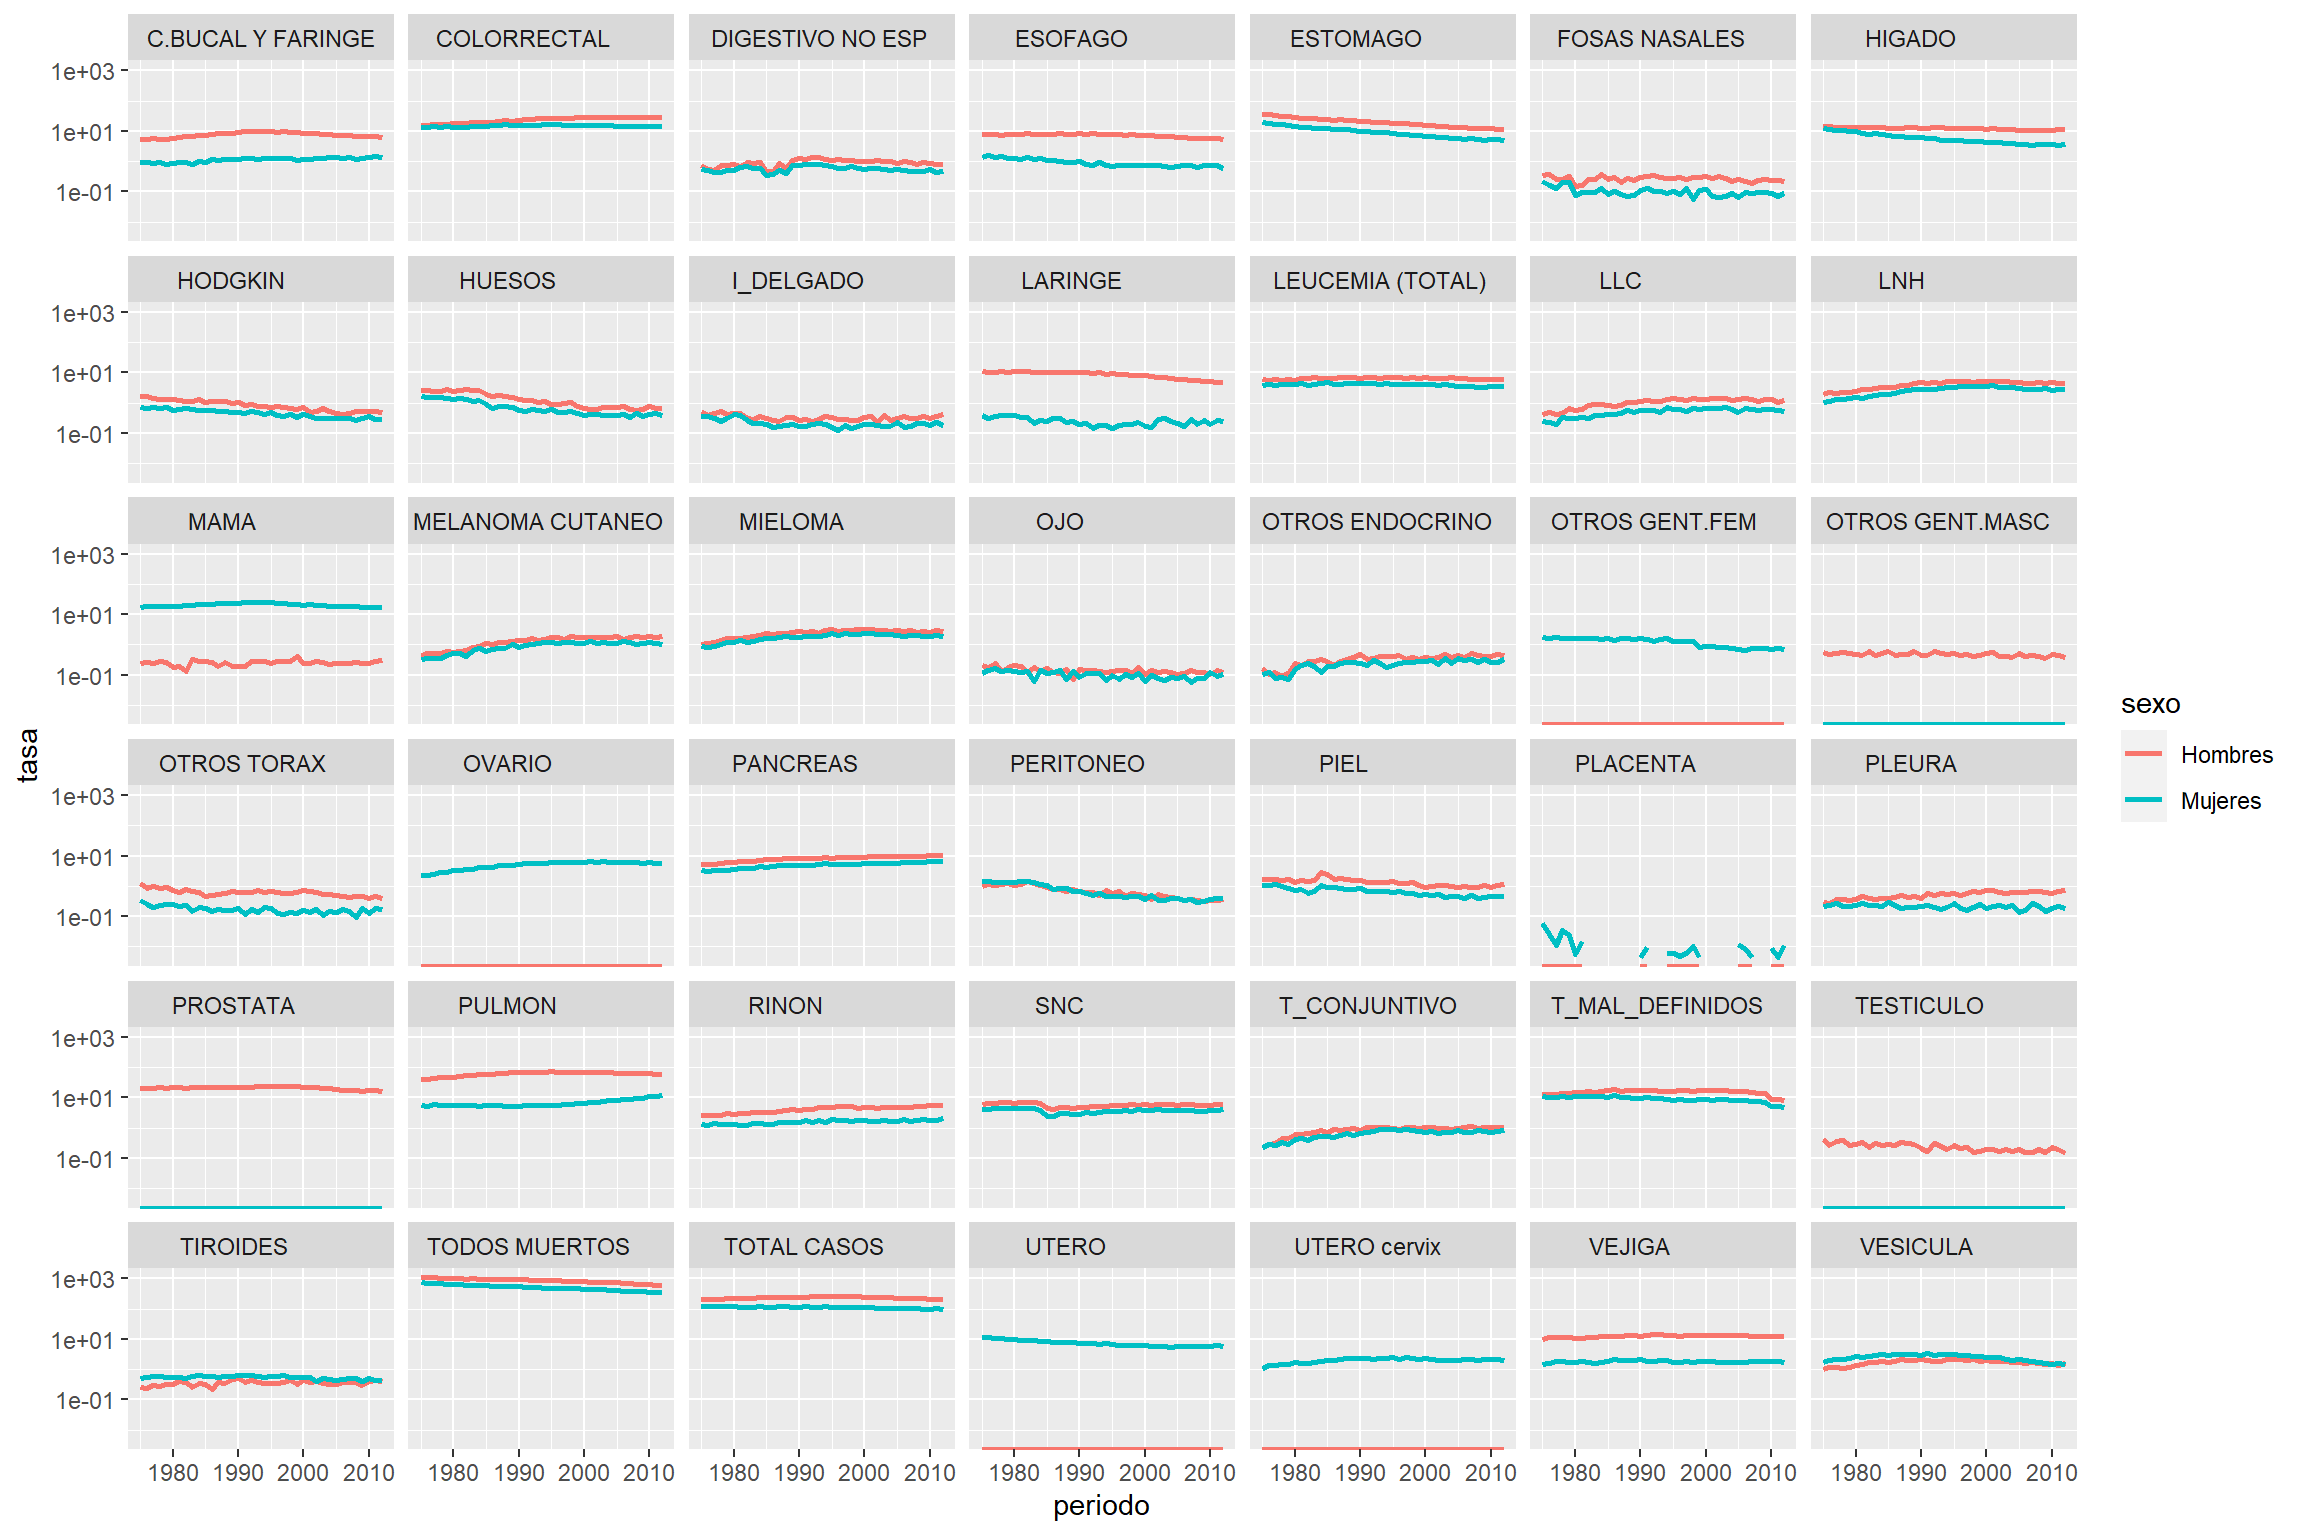 C.BUCAL Y FARINGE COLORRECTAL DIGESTIVO NO ESP ESOFAGO ESTOMAGO FOSAS NASALES HIGADO
1e+03
1e+01
1e-01
HODGKIN HUESOS I_DELGADO LARINGE LEUCEMIA (TOTAL) LLC LNH
1e+03
1e+01
1e-01
MAMA MELANOMA CUTANEO MIELOMA OJO OTROS ENDOCRINO OTROS GENT.FEM OTROS GENT.MASC
1e+03
1e+01
1e-01
OTROS TORAX OVARIO PANCREAS PERITONEO PIEL PLACENTA PLEURA
1e+03
1e+01
1e-01
PROSTATA PULMON RINON SNC T_CONJUNTIVO T_MAL_DEFINIDOS TESTICULO
1e+03
1e+01
1e-01
TIROIDES TODOS MUERTOS TOTAL CASOS UTERO UTERO cervix VEJIGA VESICULA
1e+03
1e+01
1e-01
1980 1990 2000 2010 1980 1990 2000 2010 1980 1990 2000 2010 1980 1990 2000 2010 1980 1990 2000 2010 1980 1990 2000 2010 1980 1990 2000 2010
periodo
tasa
sexo
Hombres
Mujeres